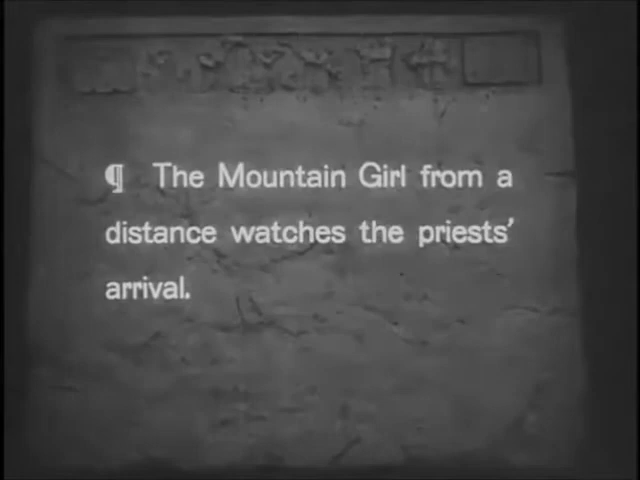 ¶ The Mountain Girl from a
distance watches the priests'
arrival.